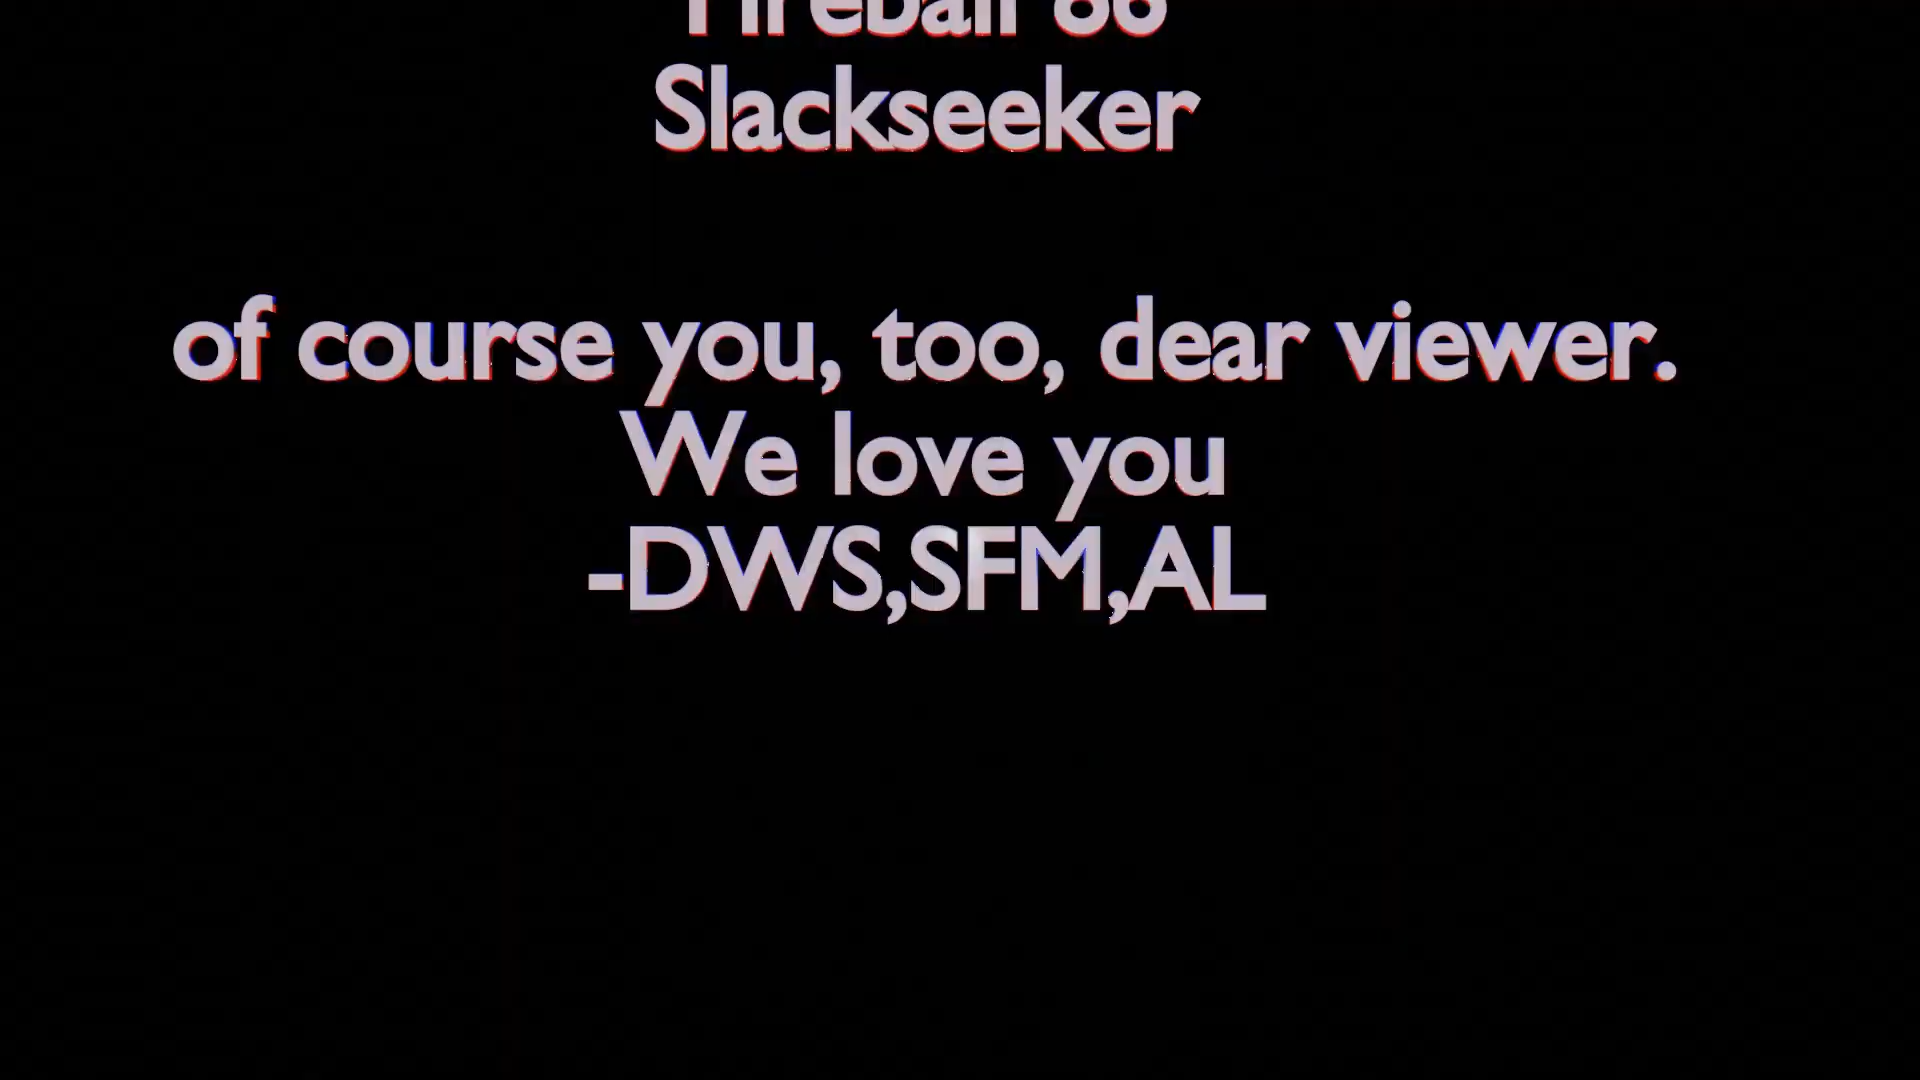 Slackseeker
of course you, too, dear viewer.
We love you
-DWS,SFM,AL